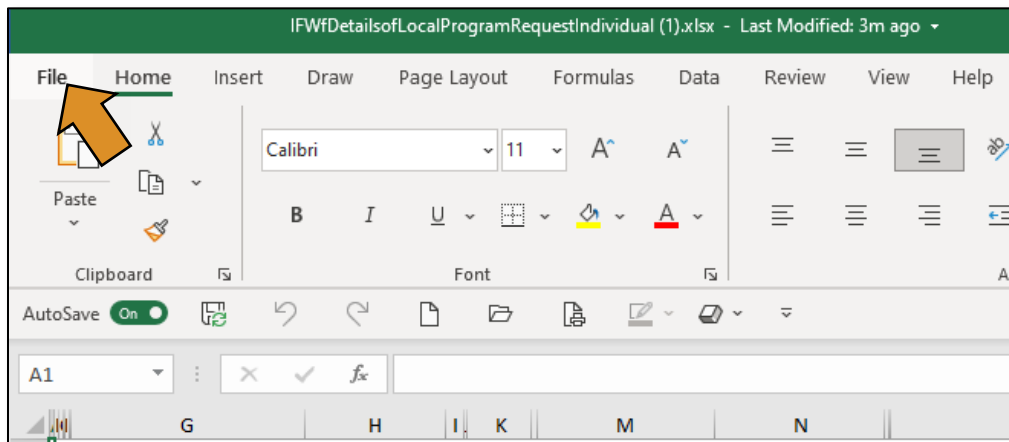 IFWfDetailsofLocalProgramRequestIndividual (1).xlsx - Last Modified: 3m ago
File Home Insert Draw Page Layout Formulas Data Review View Help
Calibri 11 A A
Paste
B I U A
Clipboard Font A
AutoSave On
A1 fx
G H I K M N